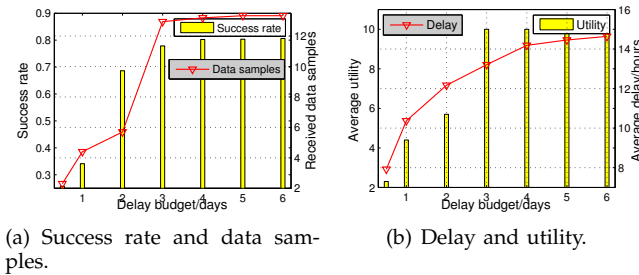 0.9
0.8
0.7
0.6
0.5
0.4
0.3
Success rate
Success rate
Data samples
12
10
8
6
4
2
Received data samples
1 2 3 4 5 6
Delay budget/days
(a) Success rate and data sam-
ples.
10
8
6
4
2
Average utility
Delay
Utility
16
14
12
10
8
Average delay/hours
1 2 3 4 5 6
Delay budget/days
(b) Delay and utility.